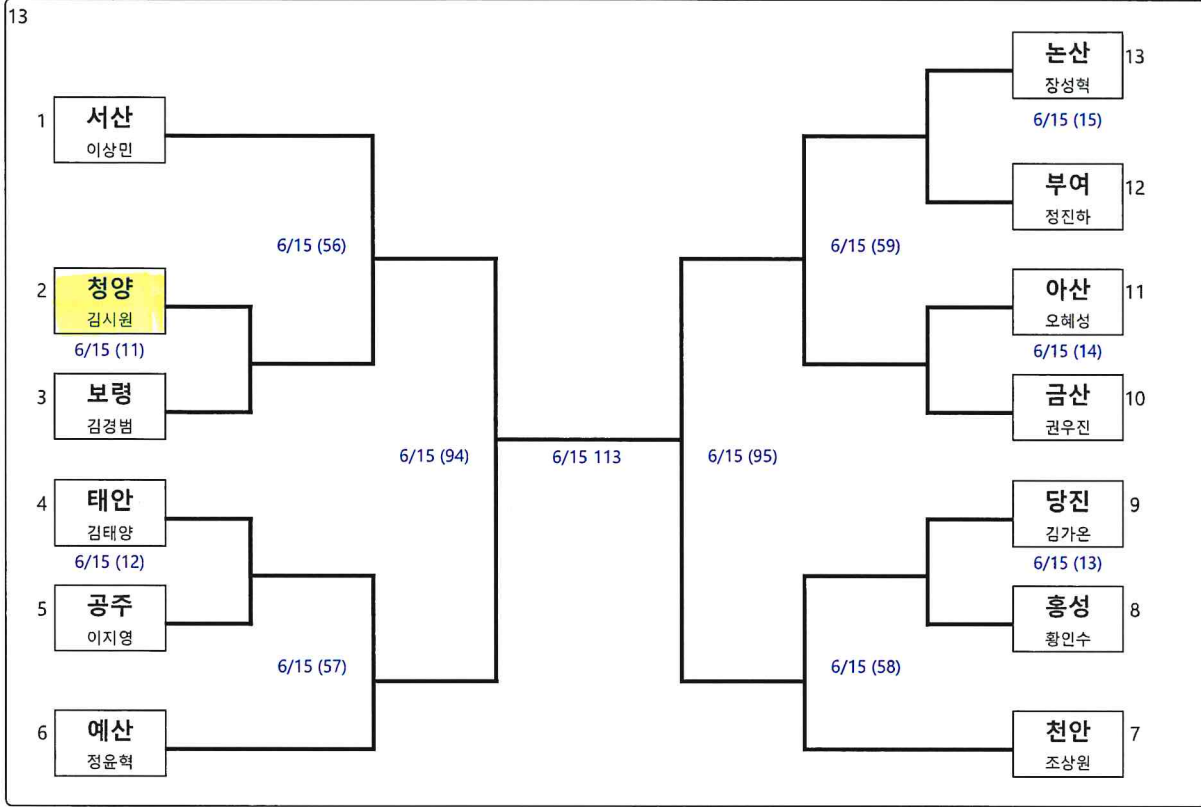 13
1
서산
이상민
6/15 (56)
2
청양
김시원
6/15 (11)
3
보령
김경범
6/15 (94)
4
태안
김태양
6/15 (12)
5
공주
이지영
6/15 (57)
6
예산
정윤혁
6/15 113
논산
13
장성혁
6/15 (15)
부여
12
정진하
6/15 (59)
아산
11
오혜성
6/15 (14)
금산
10
권우진
6/15 (95)
당진
9
김가온
6/15 (13)
홍성
8
황인수
6/15 (58)
천안
7
조상원